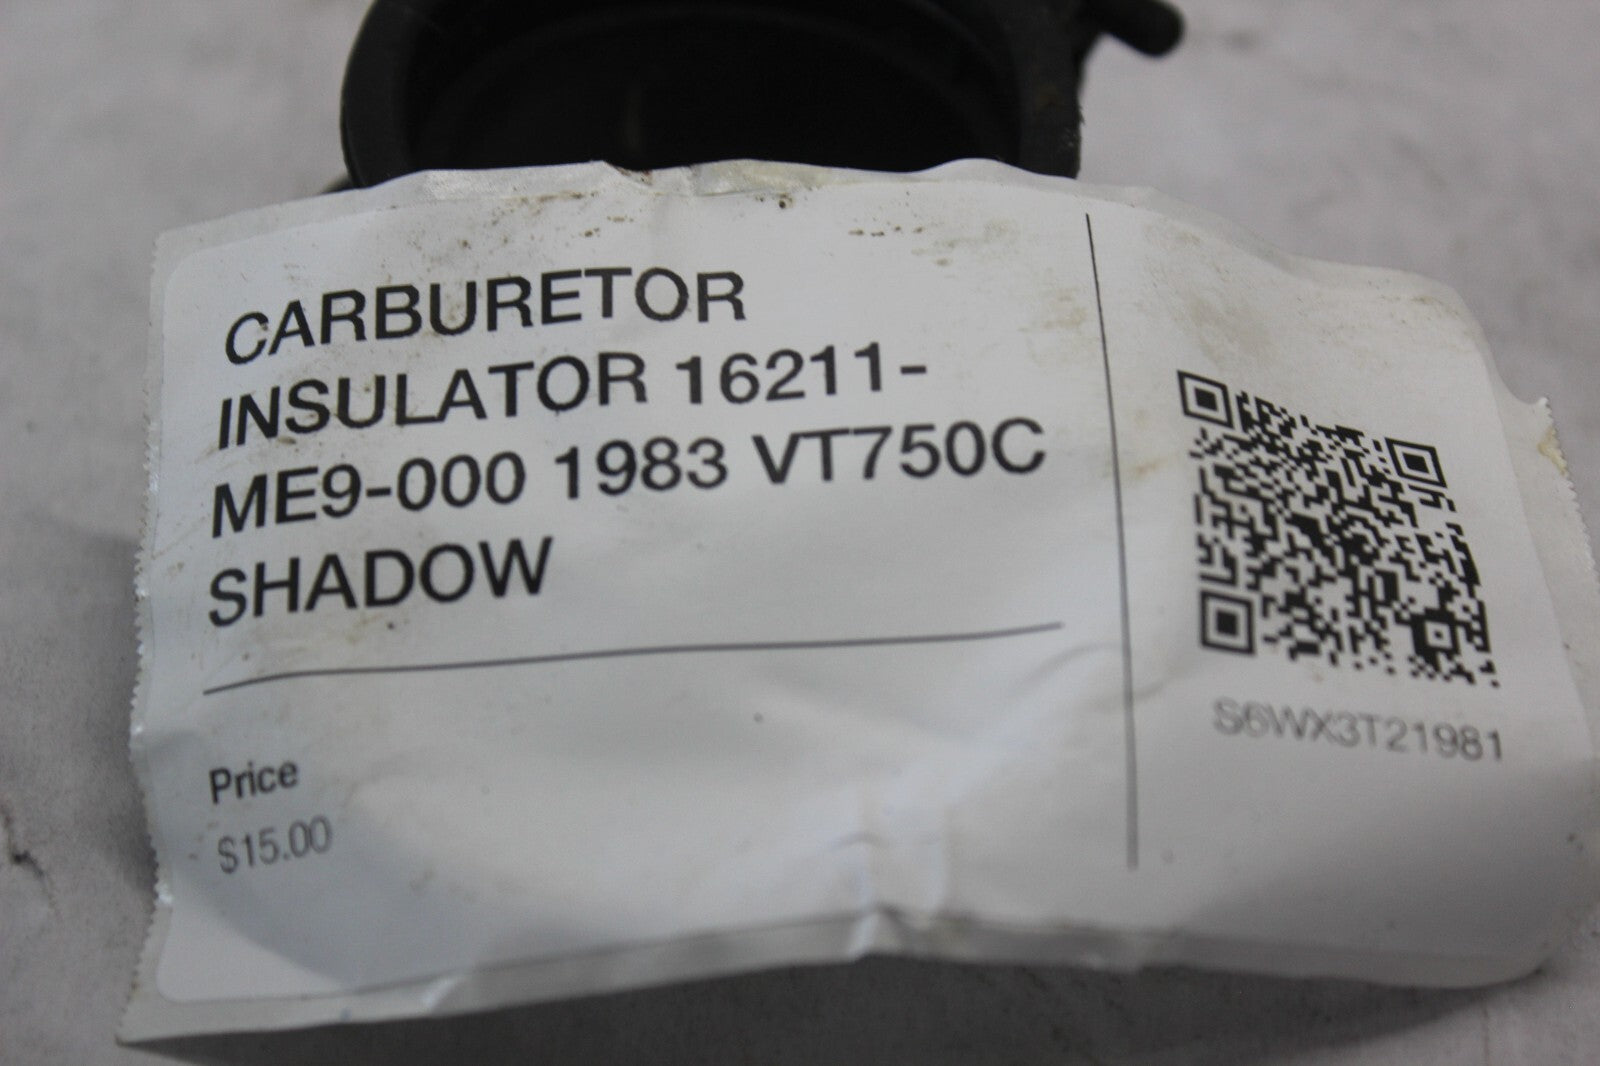 CARBURETOR
INSULATOR 16211-
ME9-000 1983 VT750C
SHADOW
Price
$15.00
S6WX3T21981